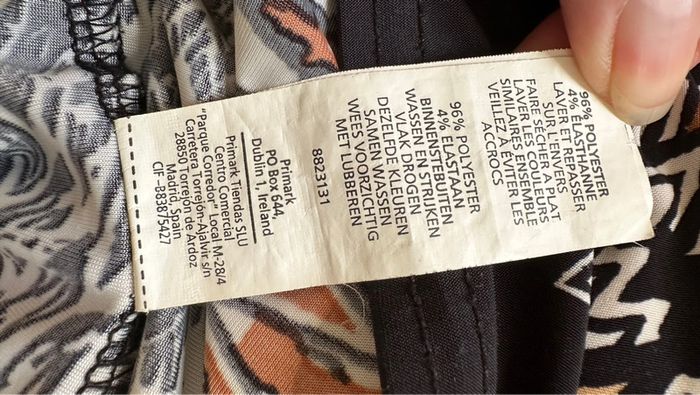 96% POLYESTER
4% ÉLASTHANNE
LAVER ET REPASSER
SUR L'ENVERS
FAIRE SÉCHER À PLAT
LAVER LES COULEURS
SIMILAIRES ENSEMBLE
VEILLEZ À ÉVITER LES
ACCROCS
96% POLYESTER
4% ELASTAAN
BINNENSTEBUITEN
WASSEN EN STRIJKEN
VLAK DROGEN
DEZELFDE KLEUREN
SAMEN WASSEN
WEES VOORZICHTIG
MET LUBBEREN
8823131
Primark
PO Box 644,
Dublin 1, Ireland
Primark Tiendas SLU
Centro Comercial
"Parque Corredor" Local M-28/4
Carretera Torrejón-Ajalvir s/n
28850 Torrejón de Ardoz
Madrid, Spain
CIF -B83875427